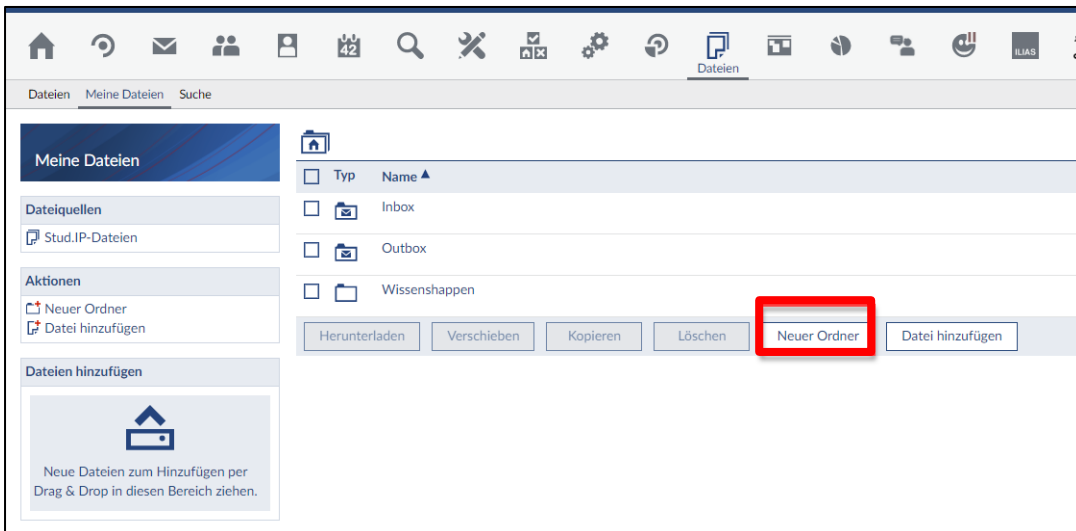 42
ILIAS
Dateien
Dateien Meine Dateien Suche
Meine Dateien
Dateiquellen
Stud.IP-Dateien
Aktionen
Neuer Ordner
Datei hinzufügen
Dateien hinzufügen
Neue Dateien zum Hinzufügen per
Drag & Drop in diesen Bereich ziehen.
Typ Name
Inbox
Outbox
Wissenshappen
Herunterladen Verschieben Kopieren Löschen Neuer Ordner Datei hinzufügen